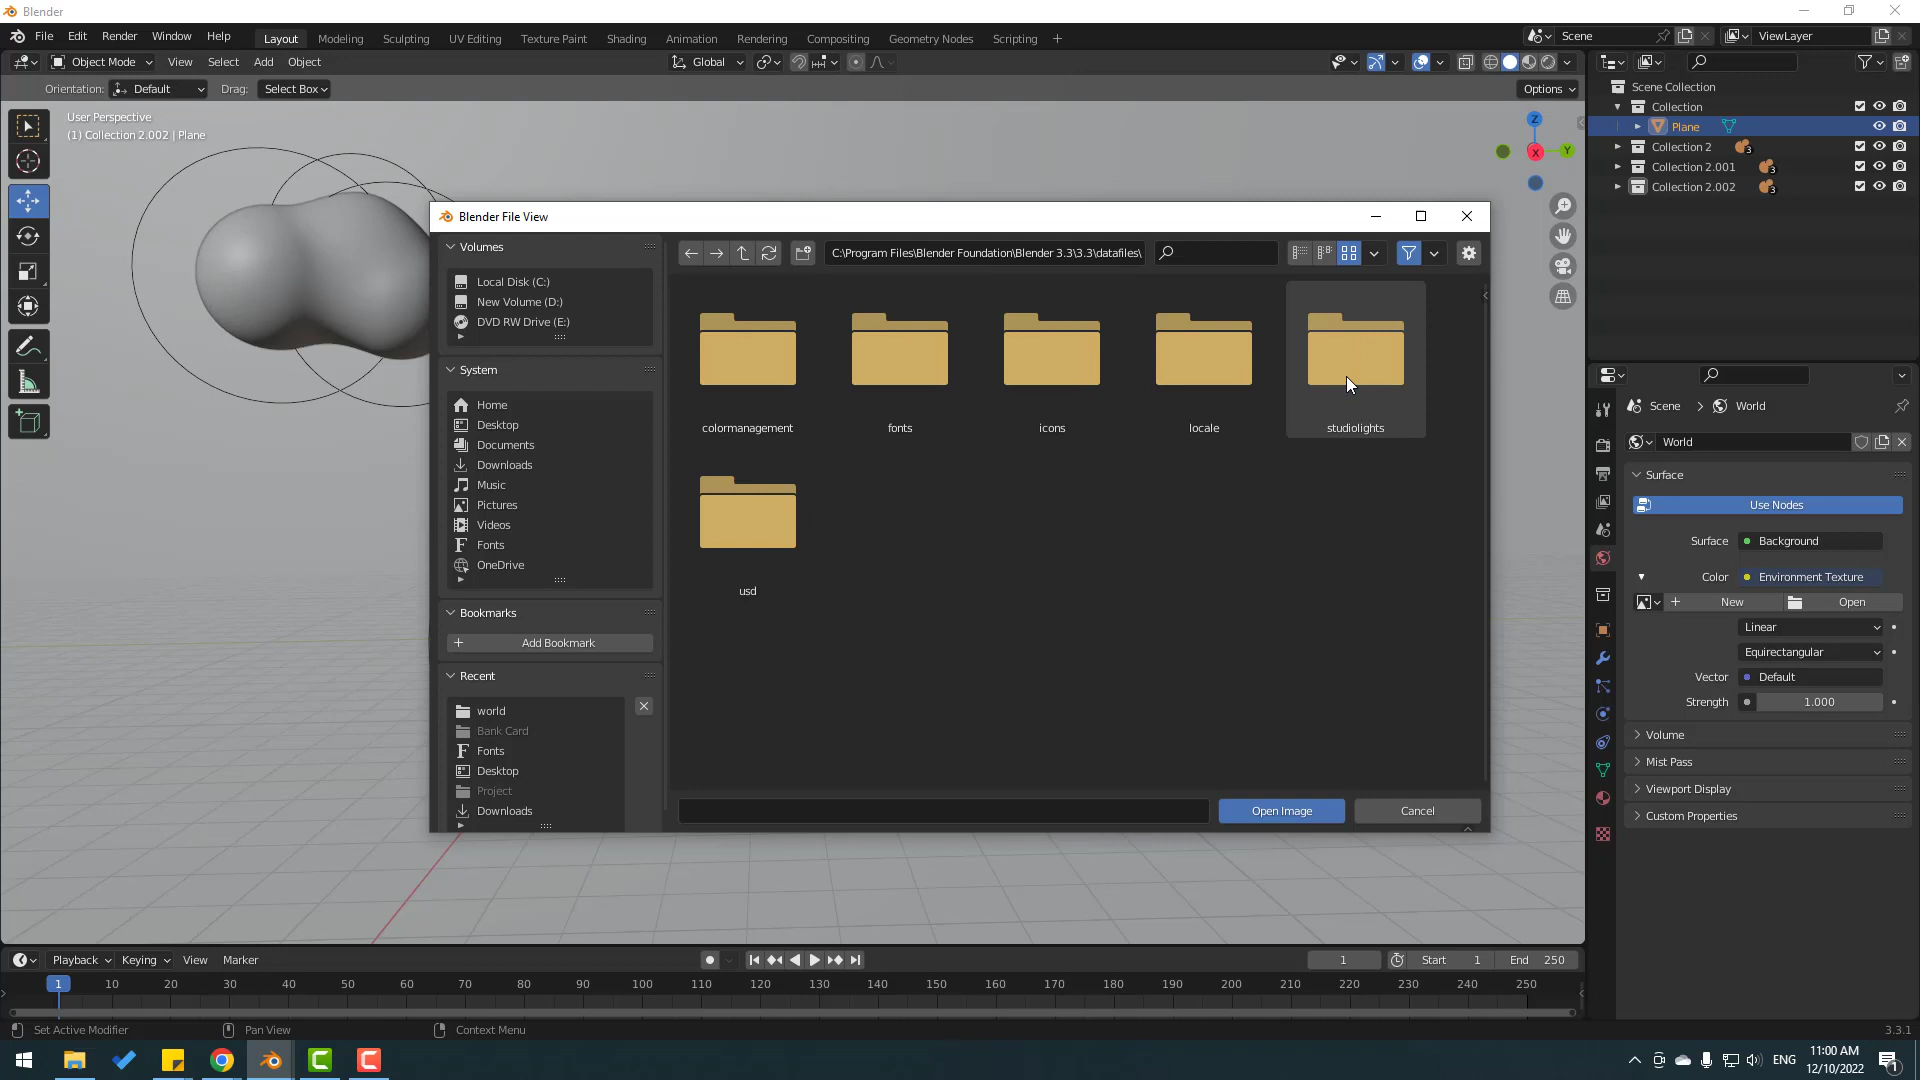 Blender
File Edit Render Window Help
Layout Modeling Sculpting UV Editing Texture Paint Shading Animation Rendering Compositing Geometry Nodes Scripting +
Scene
ViewLayer
Object Mode View Select Add Object
Global
Orientation: Default Drag: Select Box
Options
User Perspective
(1) Collection 2.002 | Plane
Z
X
Y
Scene Collection
Collection
Plane
Collection 2 3
Collection 2.001 3
Collection 2.002 3
Blender File View
Volumes
Local Disk (C:)
New Volume (D:)
DVD RW Drive (E:)
System
Home
Desktop
Documents
Downloads
Music
Pictures
Videos
Fonts
OneDrive
Bookmarks
Add Bookmark
Recent
world
Bank Card
Fonts
Desktop
Project
Downloads
C:\Program Files\Blender Foundation\Blender 3.3\3.3\datafiles\
colormanagement
fonts
icons
locale
studiolights
usd
Open Image
Cancel
Scene > World
World
Surface
Use Nodes
Surface Background
Color Environment Texture
New Open
Linear
Equirectangular
Vector Default
Strength 1.000
Volume
Mist Pass
Viewport Display
Custom Properties
Playback Keying View Marker
1
Start 1
End 250
1 10 20 30 40 50 60 70 80 90 100 110 120 130 140 150 160 170 180 190 200 210 220 230 240 250
Set Active Modifier
Pan View
Context Menu
3.3.1
ENG
11:00 AM
12/10/2022
1